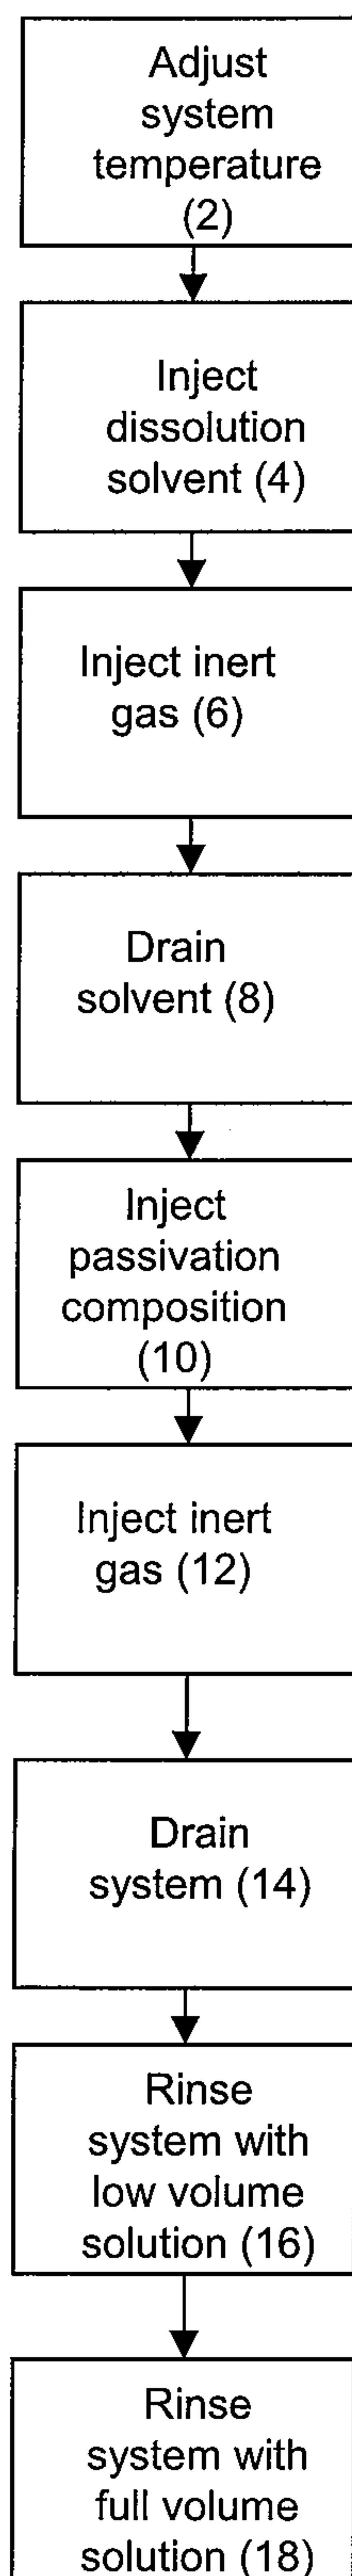 Adjust
system
temperature
(2)
Inject
dissolution
solvent (4)
Inject inert
gas (6)
Drain
solvent (8)
Inject
passivation
composition
(10)
Inject inert
gas (12)
Drain
system (14)
Rinse
system with
low volume
solution (16)
Rinse
system with
full volume
solution (18)